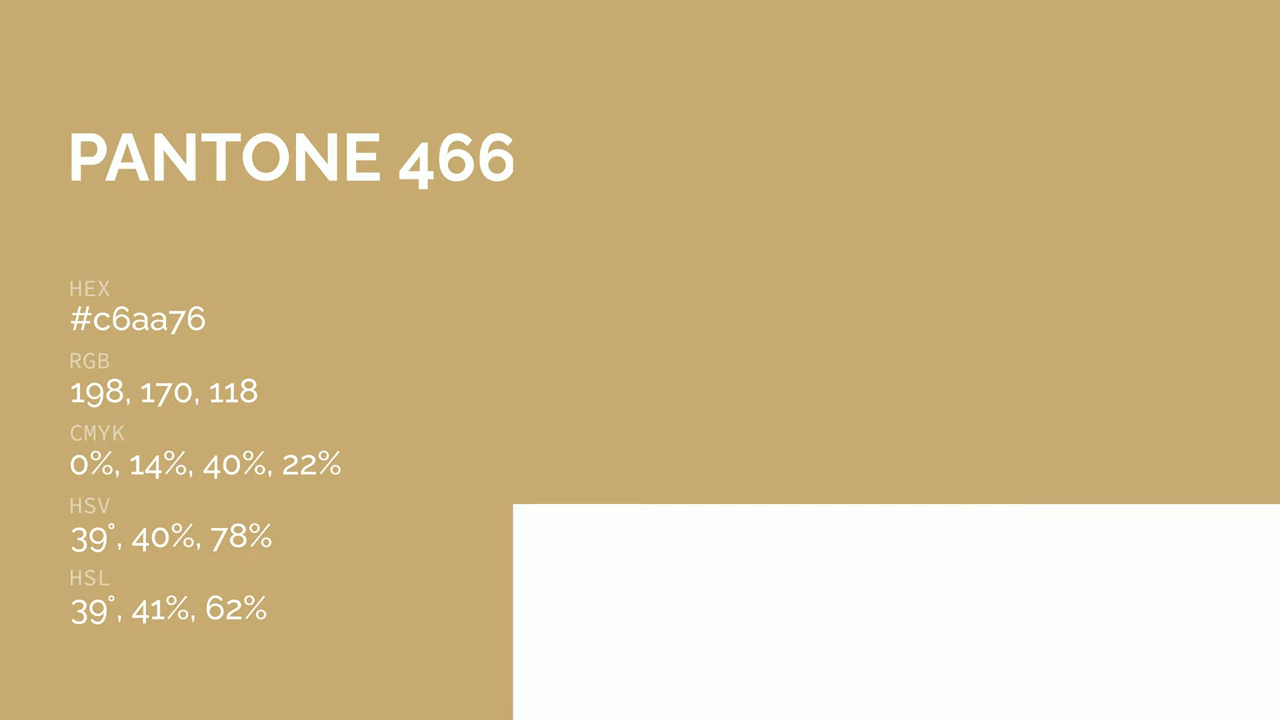 PANTONE 466
HEX
#c6aa76
RGB
198, 170, 118
CMYK
0%, 14%, 40%, 22%
HSV
39°, 40%, 78%
HSL
39°, 41%, 62%